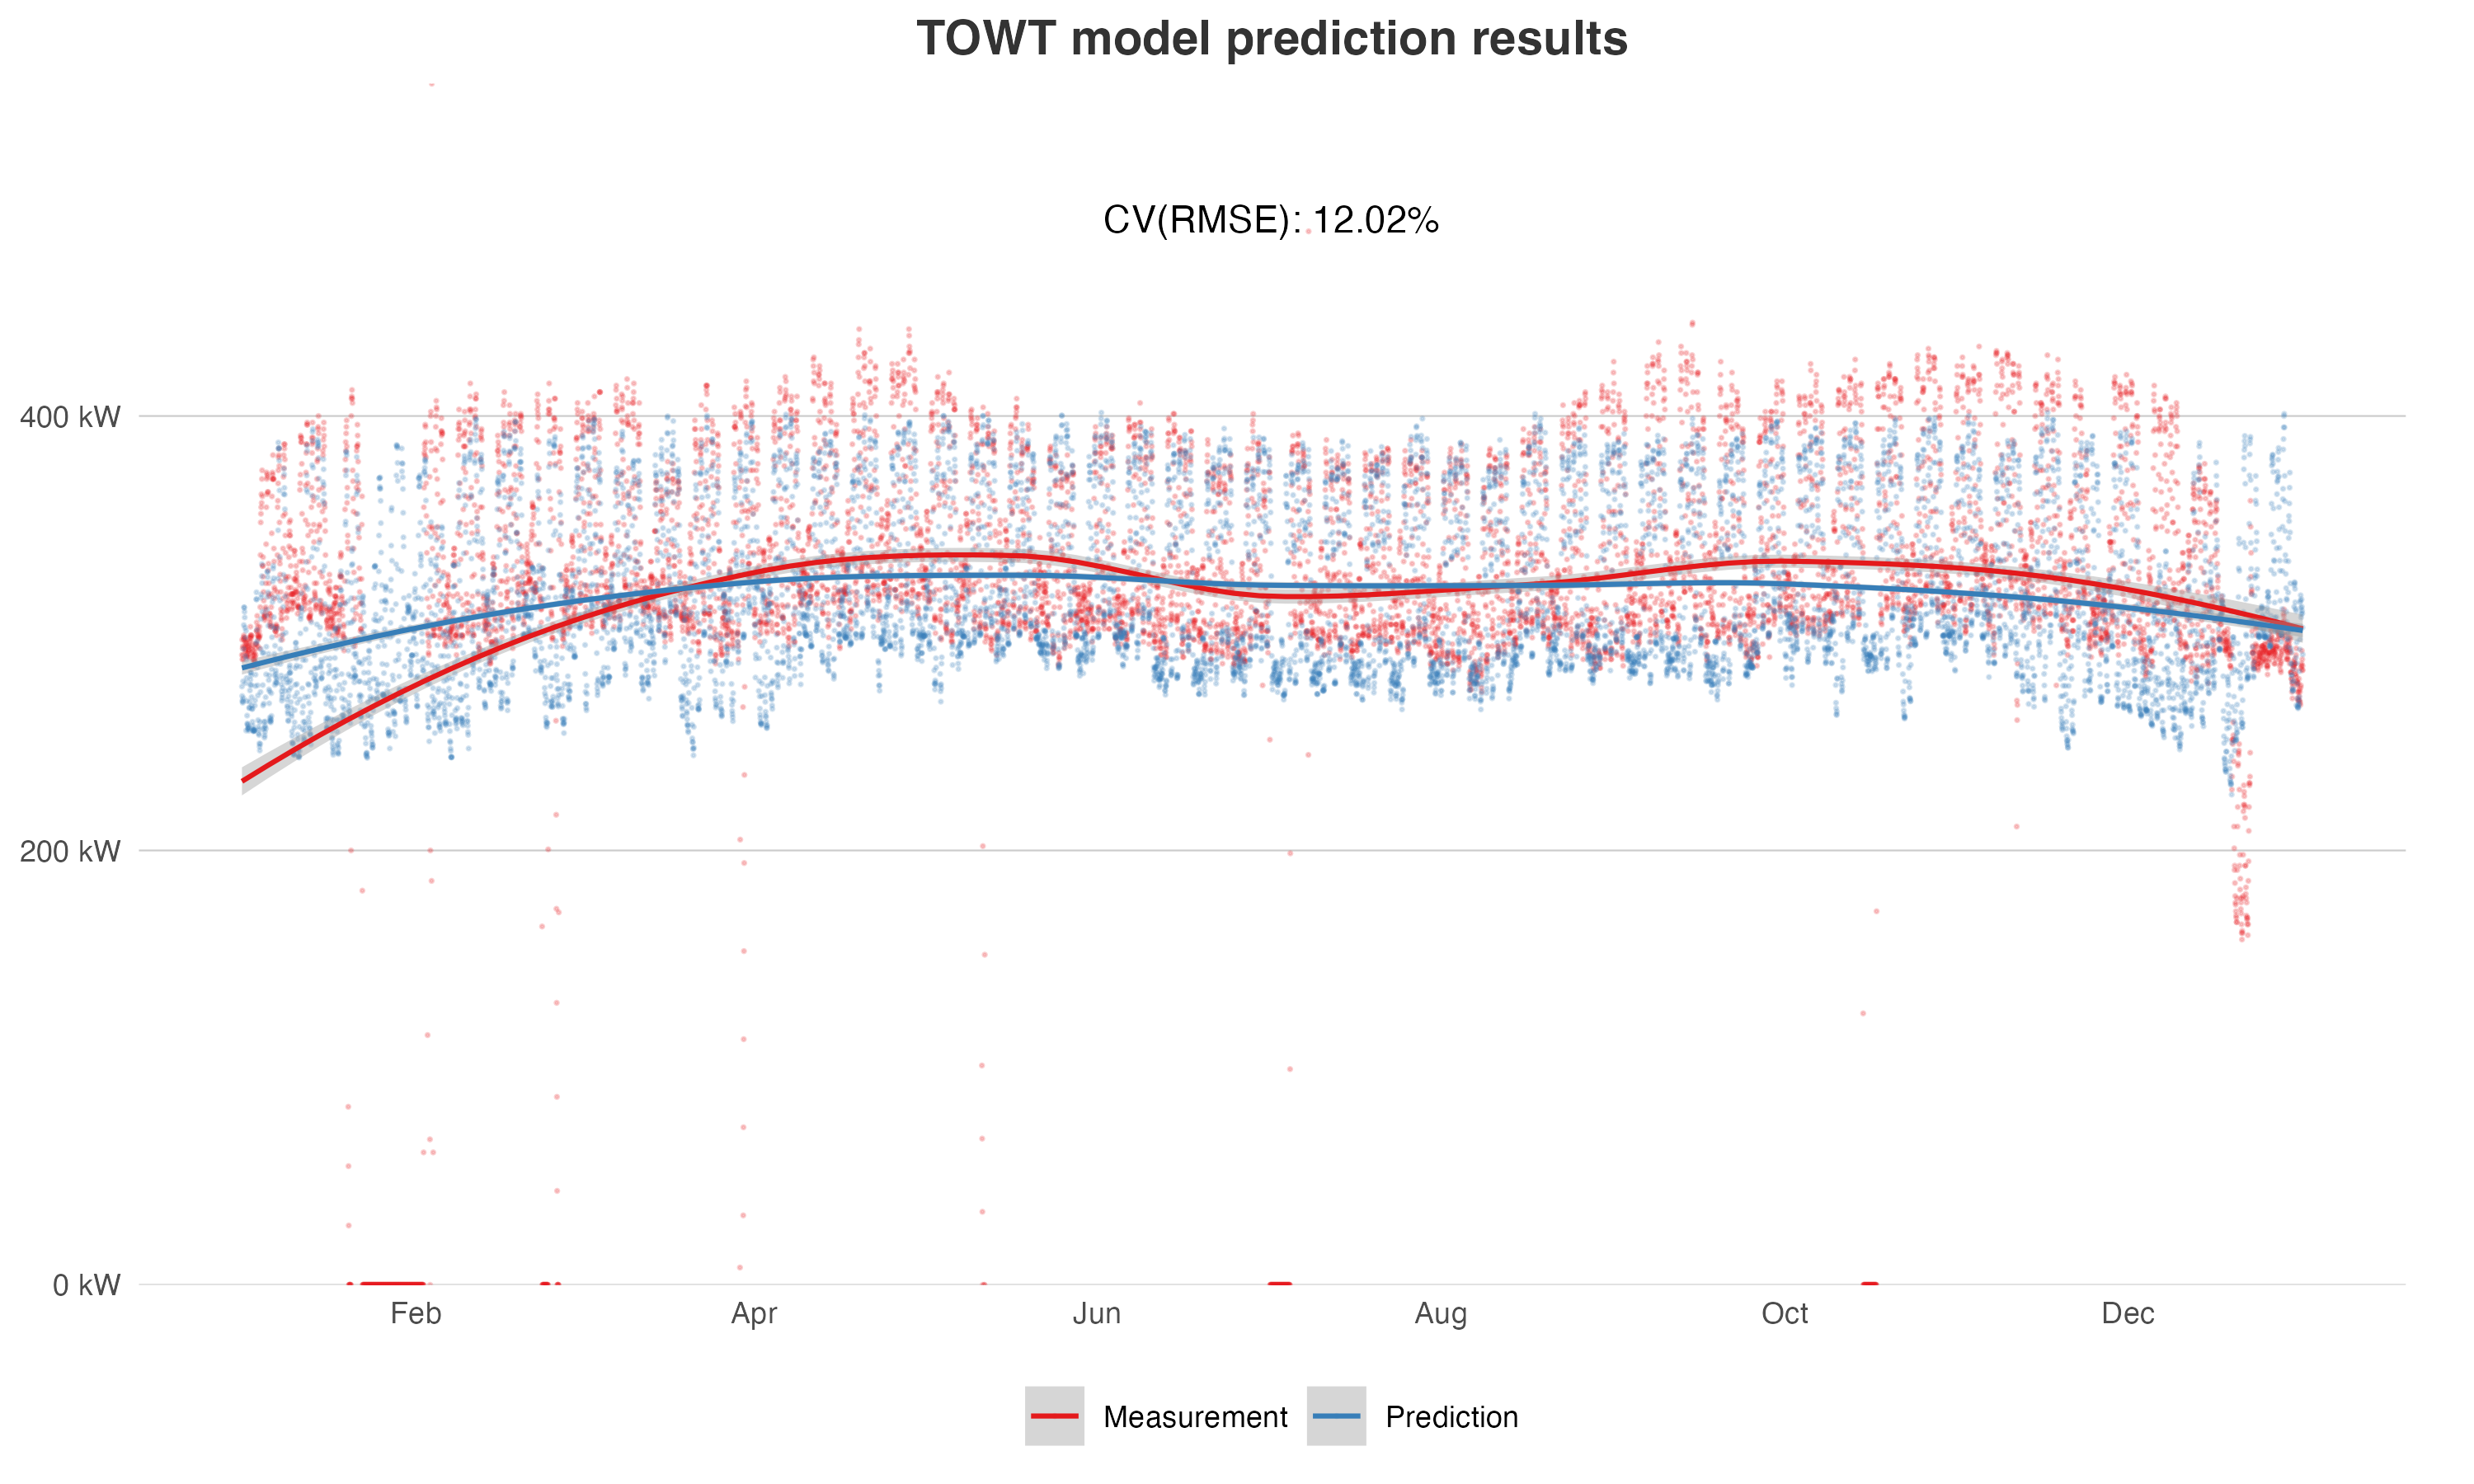 TOWT model prediction results
CV(RMSE): 12.02%
400 kW
200 kW
0 kW
Feb Apr Jun Aug Oct Dec
Measurement Prediction